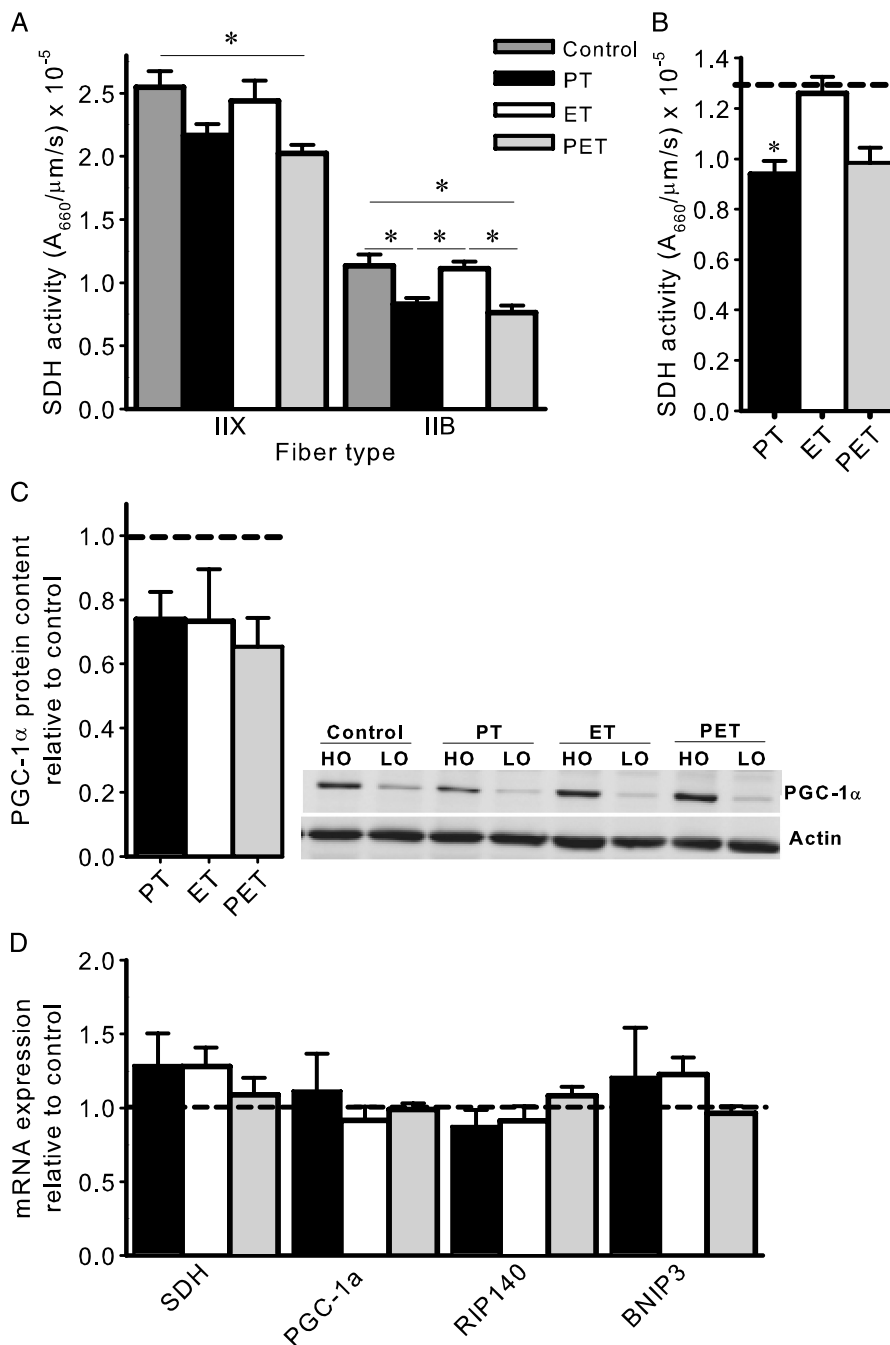 A
SDH activity (A660/μm/s) x 10-5
2.5
2.0
1.5
1.0
0.5
0.0
*
*
* * *
IIX IIB
Fiber type
Control
PT
ET
PET
B
SDH activity (A660/μm/s) x 10-5
1.4
1.2
1.0
0.8
0.6
0.4
0.2
0.0
*
PT ET PET
C
PGC-1α protein content
relative to control
1.0
0.8
0.6
0.4
0.2
0.0
PT ET PET
Control PT ET PET
HO LO HO LO HO LO HO LO
PGC-1α
Actin
D
mRNA expression
relative to control
2.0
1.5
1.0
0.5
0.0
SDH PGC-1a RIP140 BNIP3